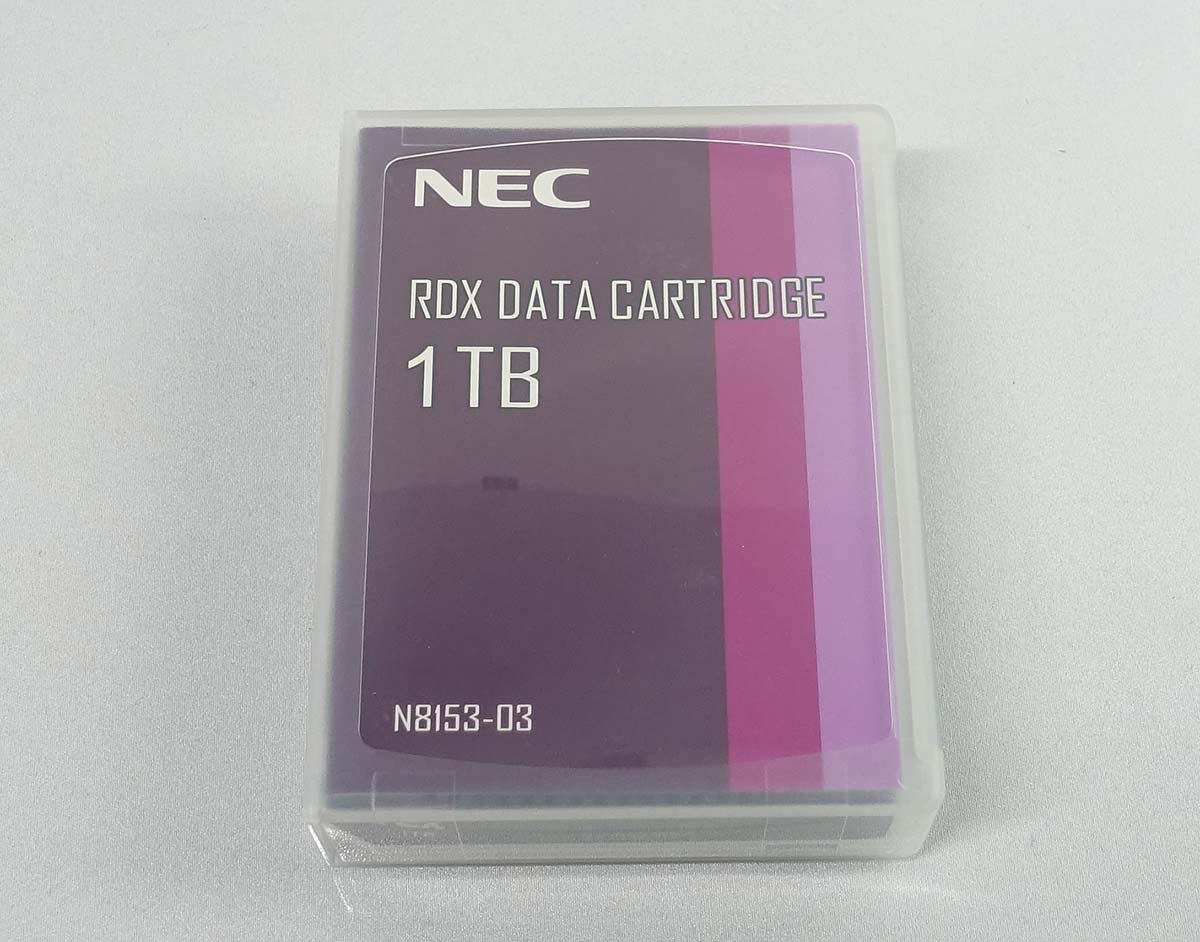 NEC
RDX DATA CARTRIDGE
1TB
N8153-03